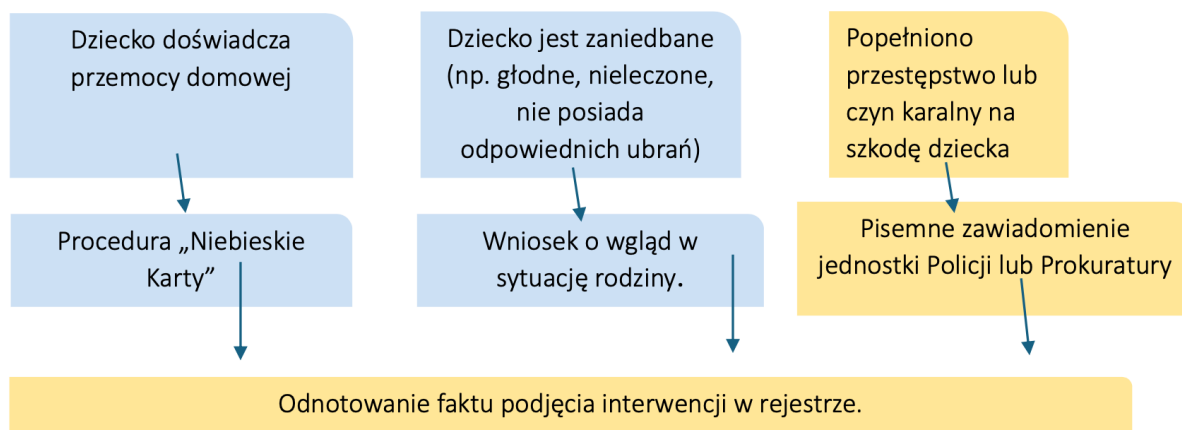 Dziecko doświadcza
przemocy domowej
Dziecko jest zaniedbane
(np. głodne, nieleczone,
nie posiada
odpowiednich ubrań)
Popełniono
przestępstwo lub
czyn karalny na
szkodę dziecka
Procedura „Niebieskie
Karty”
Wniosek o wgląd w
sytuację rodziny.
Pisemne zawiadomienie
jednostki Policji lub Prokuratury
Odnotowanie faktu podjęcia interwencji w rejestrze.